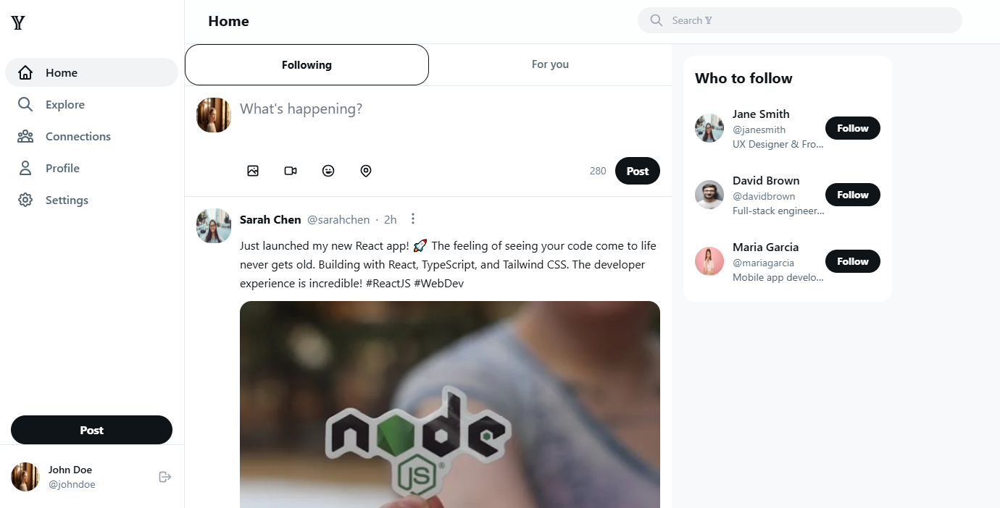 𝕐
Home
Explore
Connections
Profile
Settings
Post
John Doe
@johndoe
Home
Search 𝕐
Following
For you
What's happening?
280
Post
Sarah Chen @sarahchen · 2h
Just launched my new React app! 🚀 The feeling of seeing your code come to life
never gets old. Building with React, TypeScript, and Tailwind CSS. The developer
experience is incredible! #ReactJS #WebDev
node
JS®
Who to follow
Jane Smith
@janesmith
UX Designer & Fro...
Follow
David Brown
@davidbrown
Full-stack engineer...
Follow
Maria Garcia
@mariagarcia
Mobile app develo...
Follow